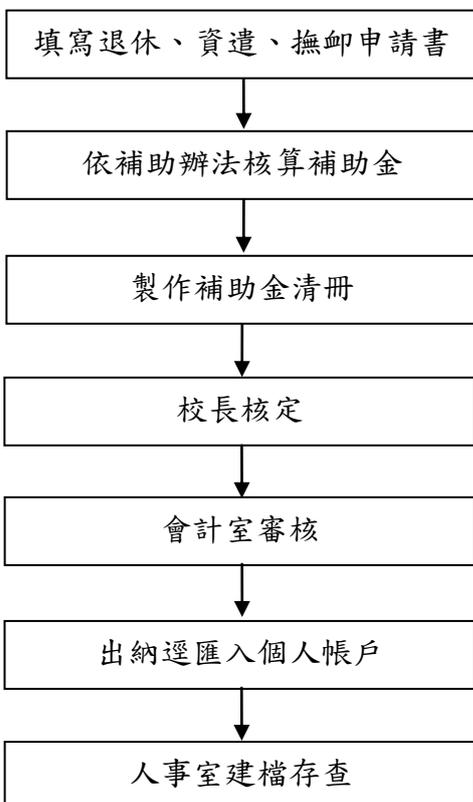 填寫退休、資遣、撫卹申請書
依補助辦法核算補助金
製作補助金清冊
校長核定
會計室審核
出納逕匯入個人帳戶
人事室建檔存查